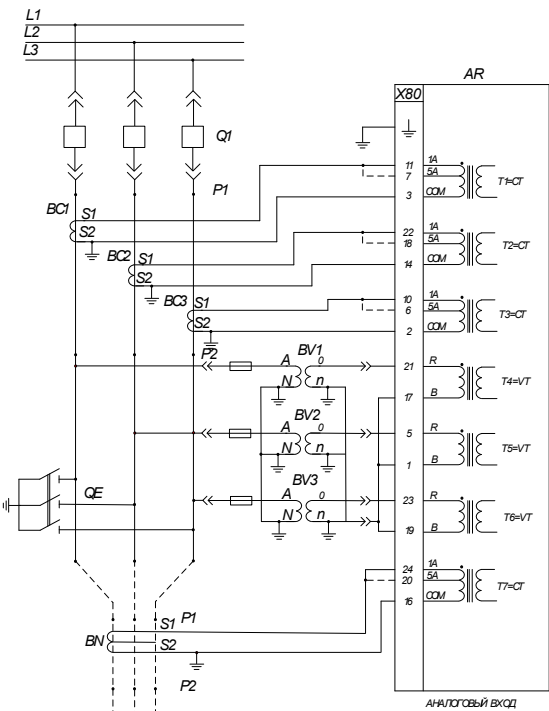 L1
L2
L3
AR
X80
Q1
P1
11 1A
7 5A
3 COM
T1=CT
BC1 S1
S2
22 1A
18 5A
14 COM
T2=CT
BC2 S1
S2
10 1A
6 5A
2 COM
T3=CT
BC3 S1
S2
P2
BV1
A 0
N n
21 R
17 B
T4=VT
BV2
A 0
N n
5 R
1 B
T5=VT
BV3
A 0
N n
23 R
19 B
T6=VT
QE
24 1A
20 5A
16 COM
T7=CT
S1 P1
BN S2
P2
АНАЛОГОВЫЙ ВХОД